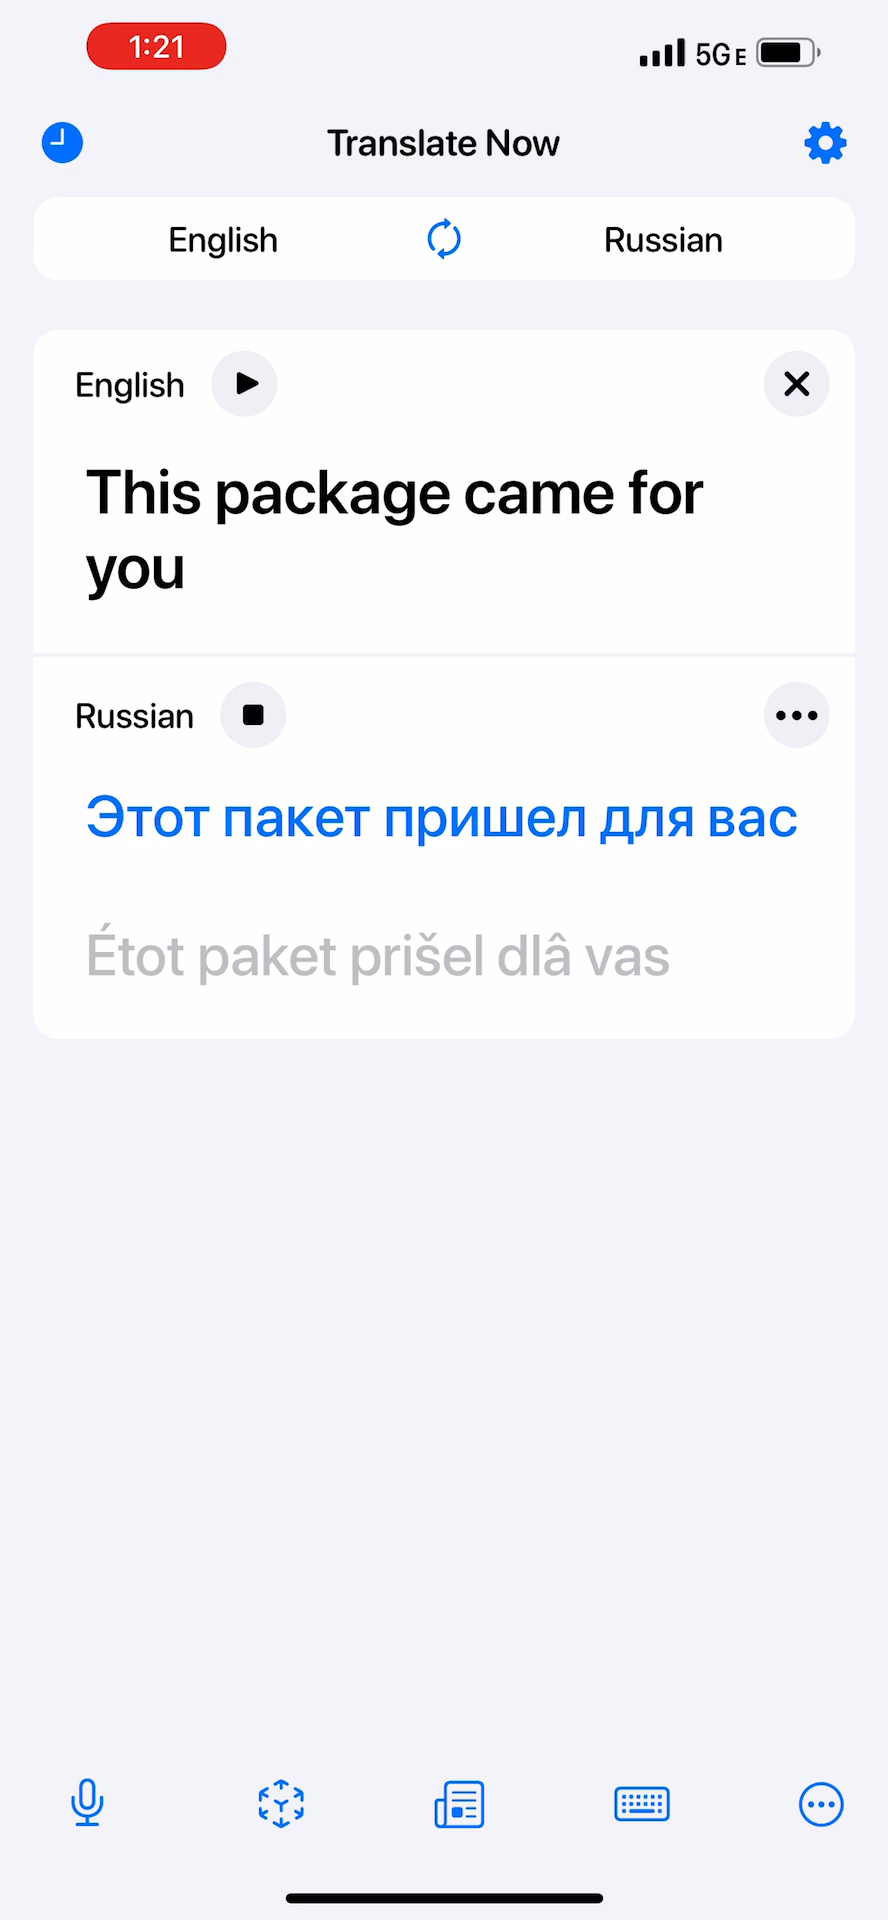 1:21
5GE
Translate Now
English
Russian
English
This package came for
you
Russian
Этот пакет пришел для вас
Étot paket prišel dlâ vas